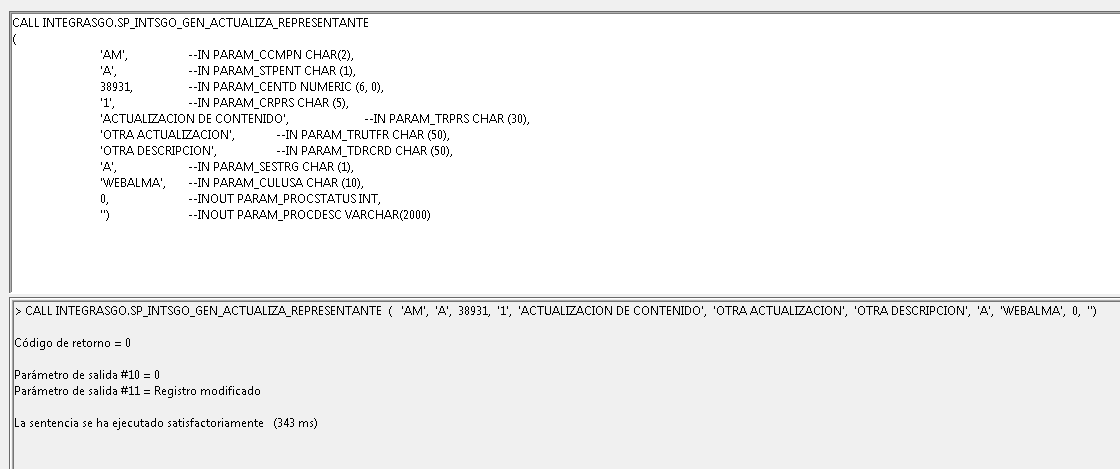 CALL INTEGRASGO.SP_INTSGO_GEN_ACTUALIZA_REPRESENTANTE
(
'AM', --IN PARAM_CCMPN CHAR(2),
'A', --IN PARAM_STPENT CHAR (1),
38931, --IN PARAM_CENTD NUMERIC (6, 0),
'1', --IN PARAM_CRPRS CHAR (5),
'ACTUALIZACION DE CONTENIDO', --IN PARAM_TRPRS CHAR (30),
'OTRA ACTUALIZACION', --IN PARAM_TRUTFR CHAR (50),
'OTRA DESCRIPCION', --IN PARAM_TDRCRD CHAR (50),
'A', --IN PARAM_SESTRG CHAR (1),
'WEBALMA', --IN PARAM_CULUSA CHAR (10),
0, --INOUT PARAM_PROCSTATUS INT,
'') --INOUT PARAM_PROCDESC VARCHAR(2000)
> CALL INTEGRASGO.SP_INTSGO_GEN_ACTUALIZA_REPRESENTANTE ( 'AM', 'A', 38931, '1', 'ACTUALIZACION DE CONTENIDO', 'OTRA ACTUALIZACION', 'OTRA DESCRIPCION', 'A', 'WEBALMA', 0, '')
Código de retorno = 0
Parámetro de salida #10 = 0
Parámetro de salida #11 = Registro modificado
La sentencia se ha ejecutado satisfactoriamente (343 ms)